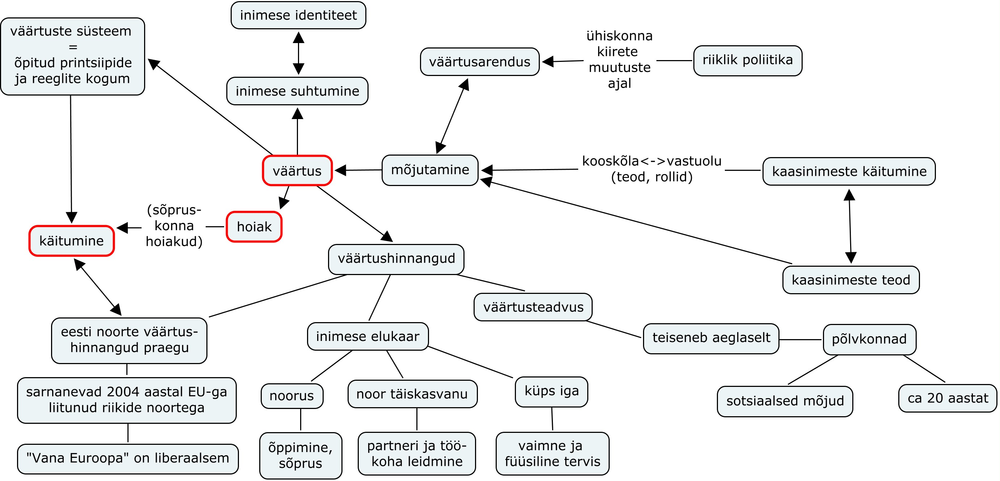 inimese identiteet
väärtuste süsteem
=
õpitud printsiipide
ja reeglite kogum
ühiskonna
kiirete
muutuste
ajal
väärtusarendus
riiklik poliitika
inimese suhtumine
väärtus
mõjutamine
kooskõla<->vastuolu
(teod, rollid)
kaasinimeste käitumine
(sõprus-
konna
hoiakud)
hoiak
käitumine
väärtushinnangud
kaasinimeste teod
väärtusteadvus
eesti noorte väärtus-
hinnangud praegu
inimese elukaar
teiseneb aeglaselt
põlvkonnad
sarnanevad 2004 aastal EU-ga
liitunud riikide noortega
noorus
noor täiskasvanu
küps iga
sotsiaalsed mõjud
ca 20 aastat
"Vana Euroopa" on liberaalsem
õppimine,
sõprus
partneri ja töö-
koha leidmine
vaimne ja
füüsiline tervis